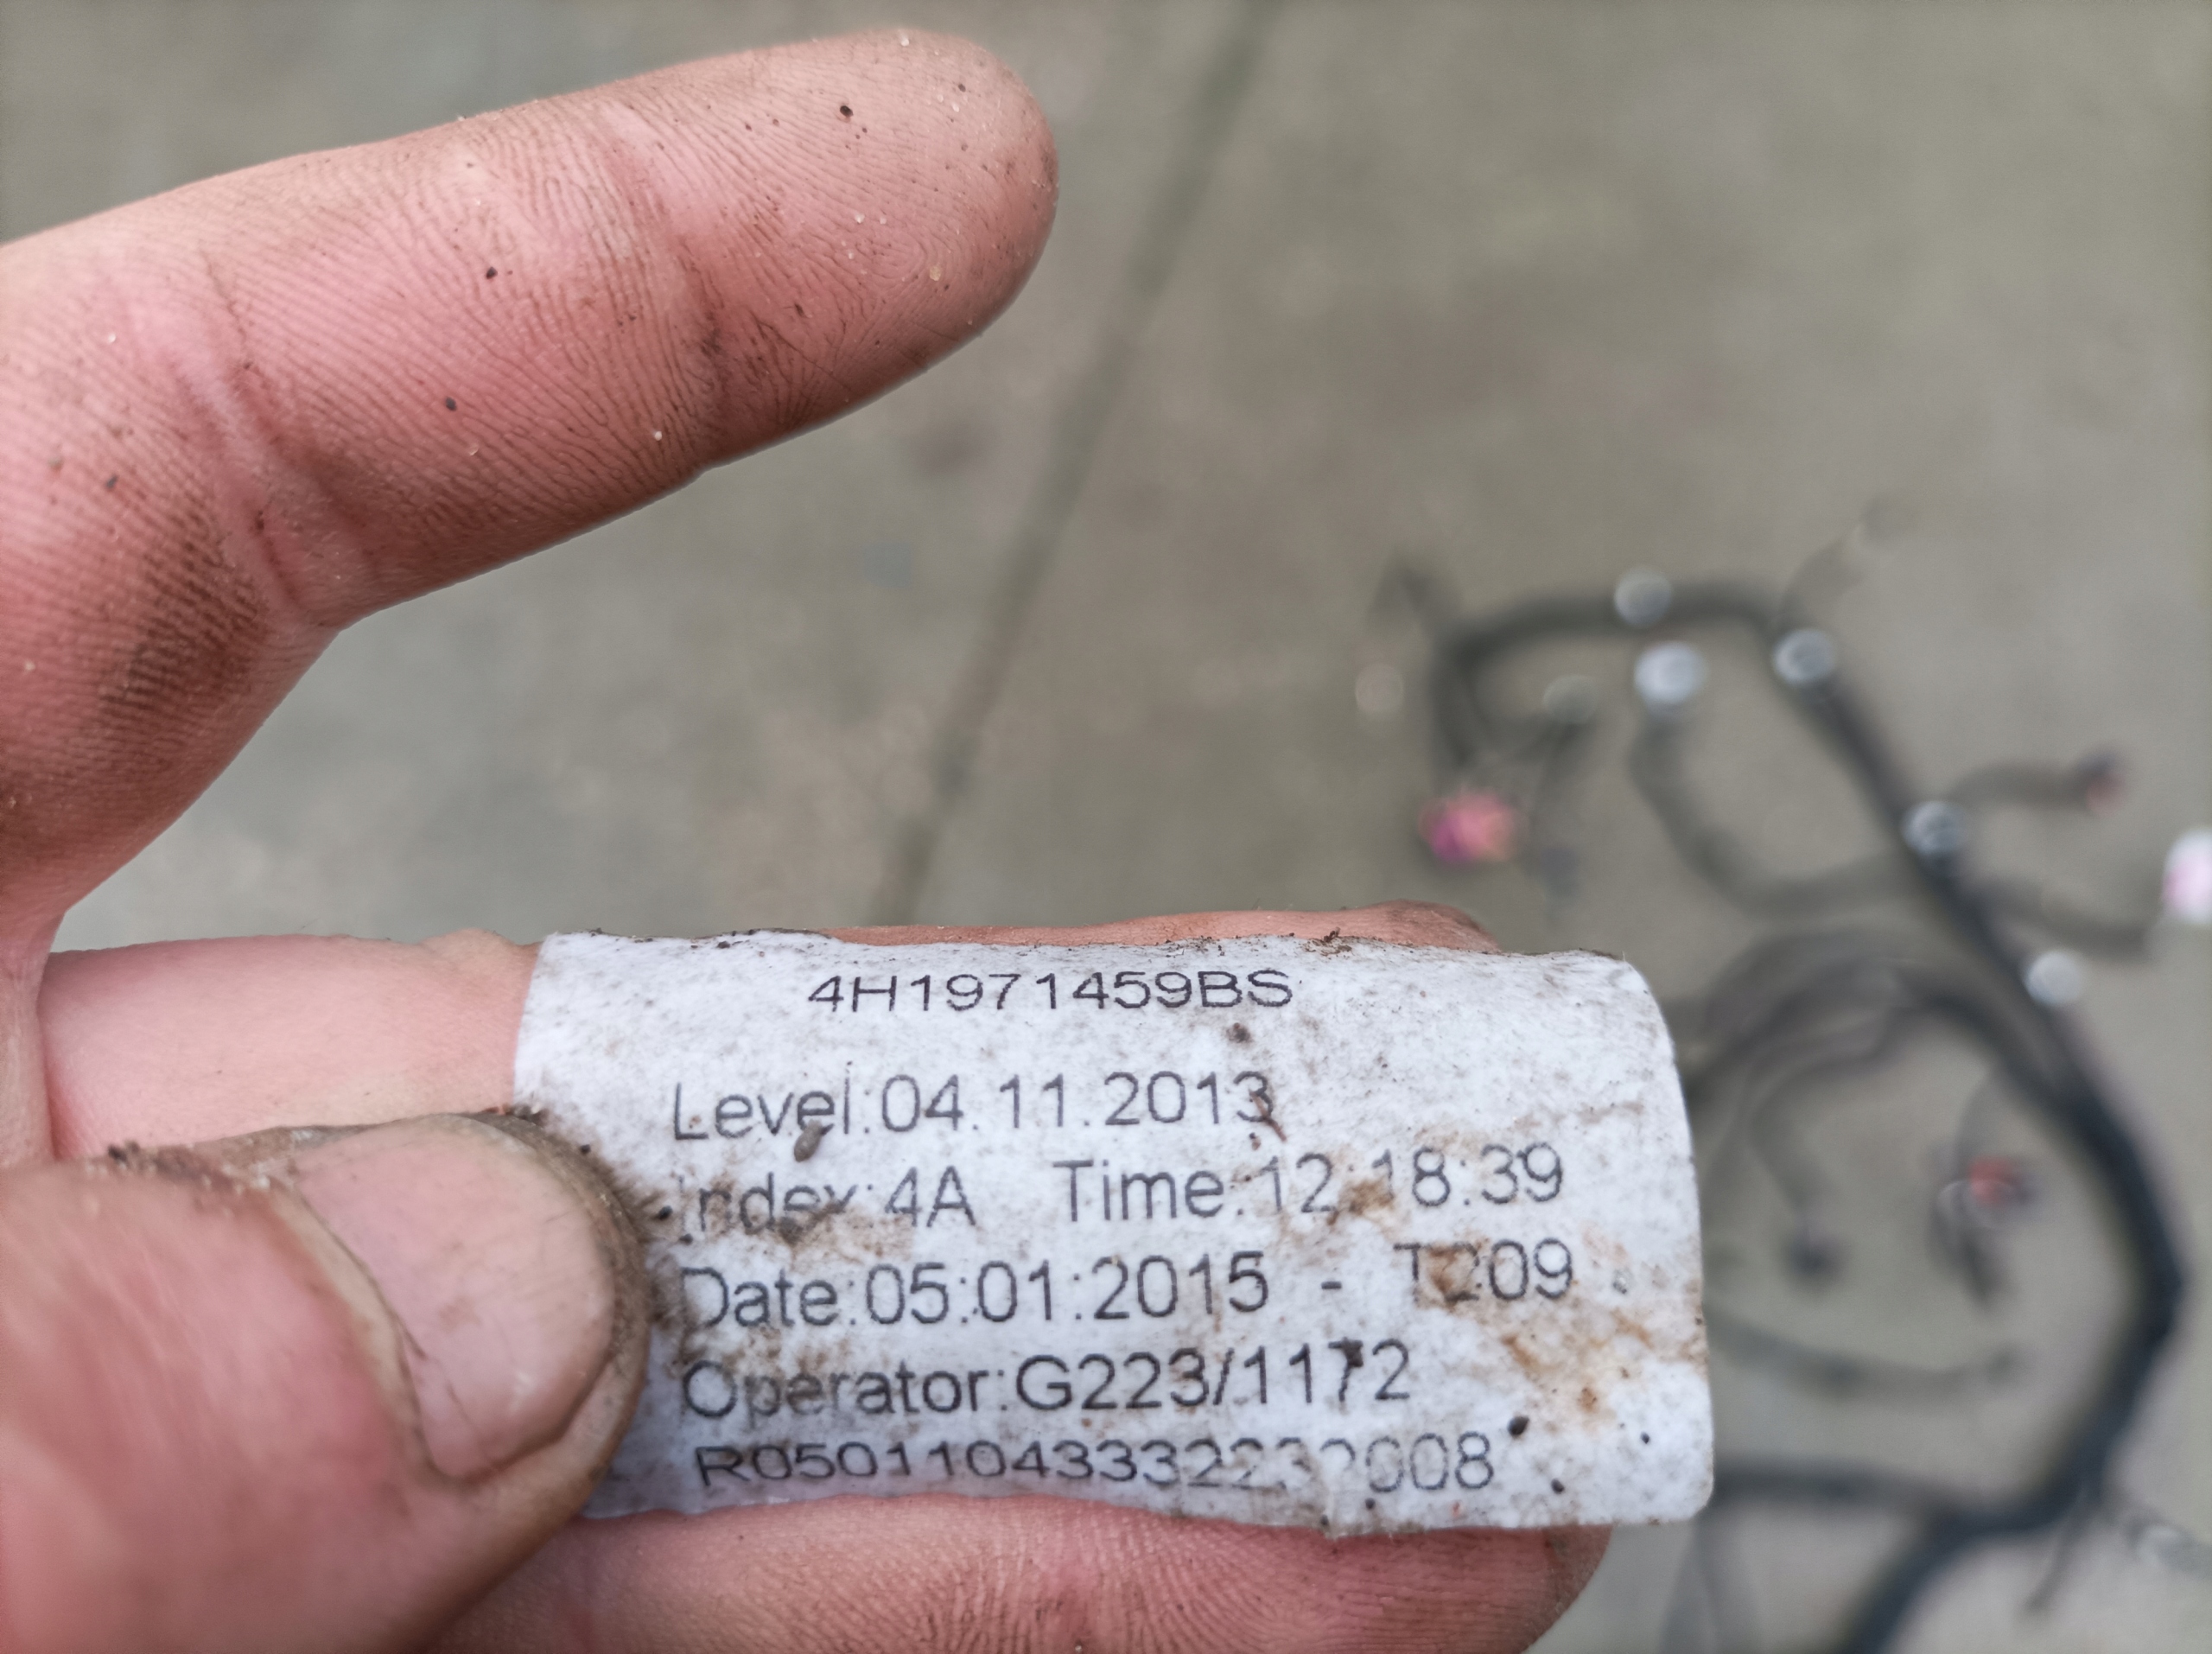 4H1971459BS
Level:04.11.2013
Index:4A Time:12:18:39
Date:05:01:2015 - T209
Operator:G223/1172